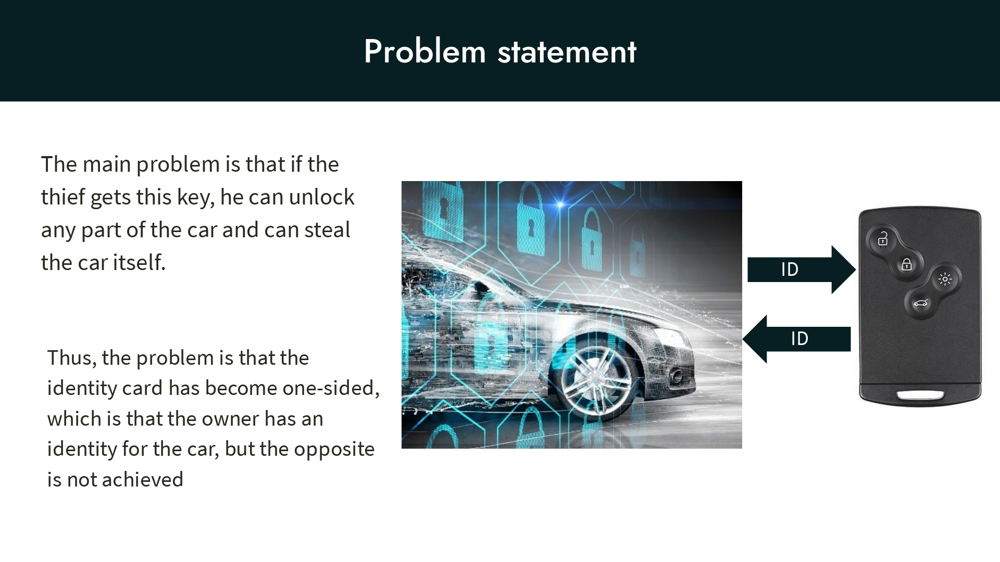 Problem statement
The main problem is that if the
thief gets this key, he can unlock
any part of the car and can steal
the car itself.
Thus, the problem is that the
identity card has become one-sided,
which is that the owner has an
identity for the car, but the opposite
is not achieved
ID
ID